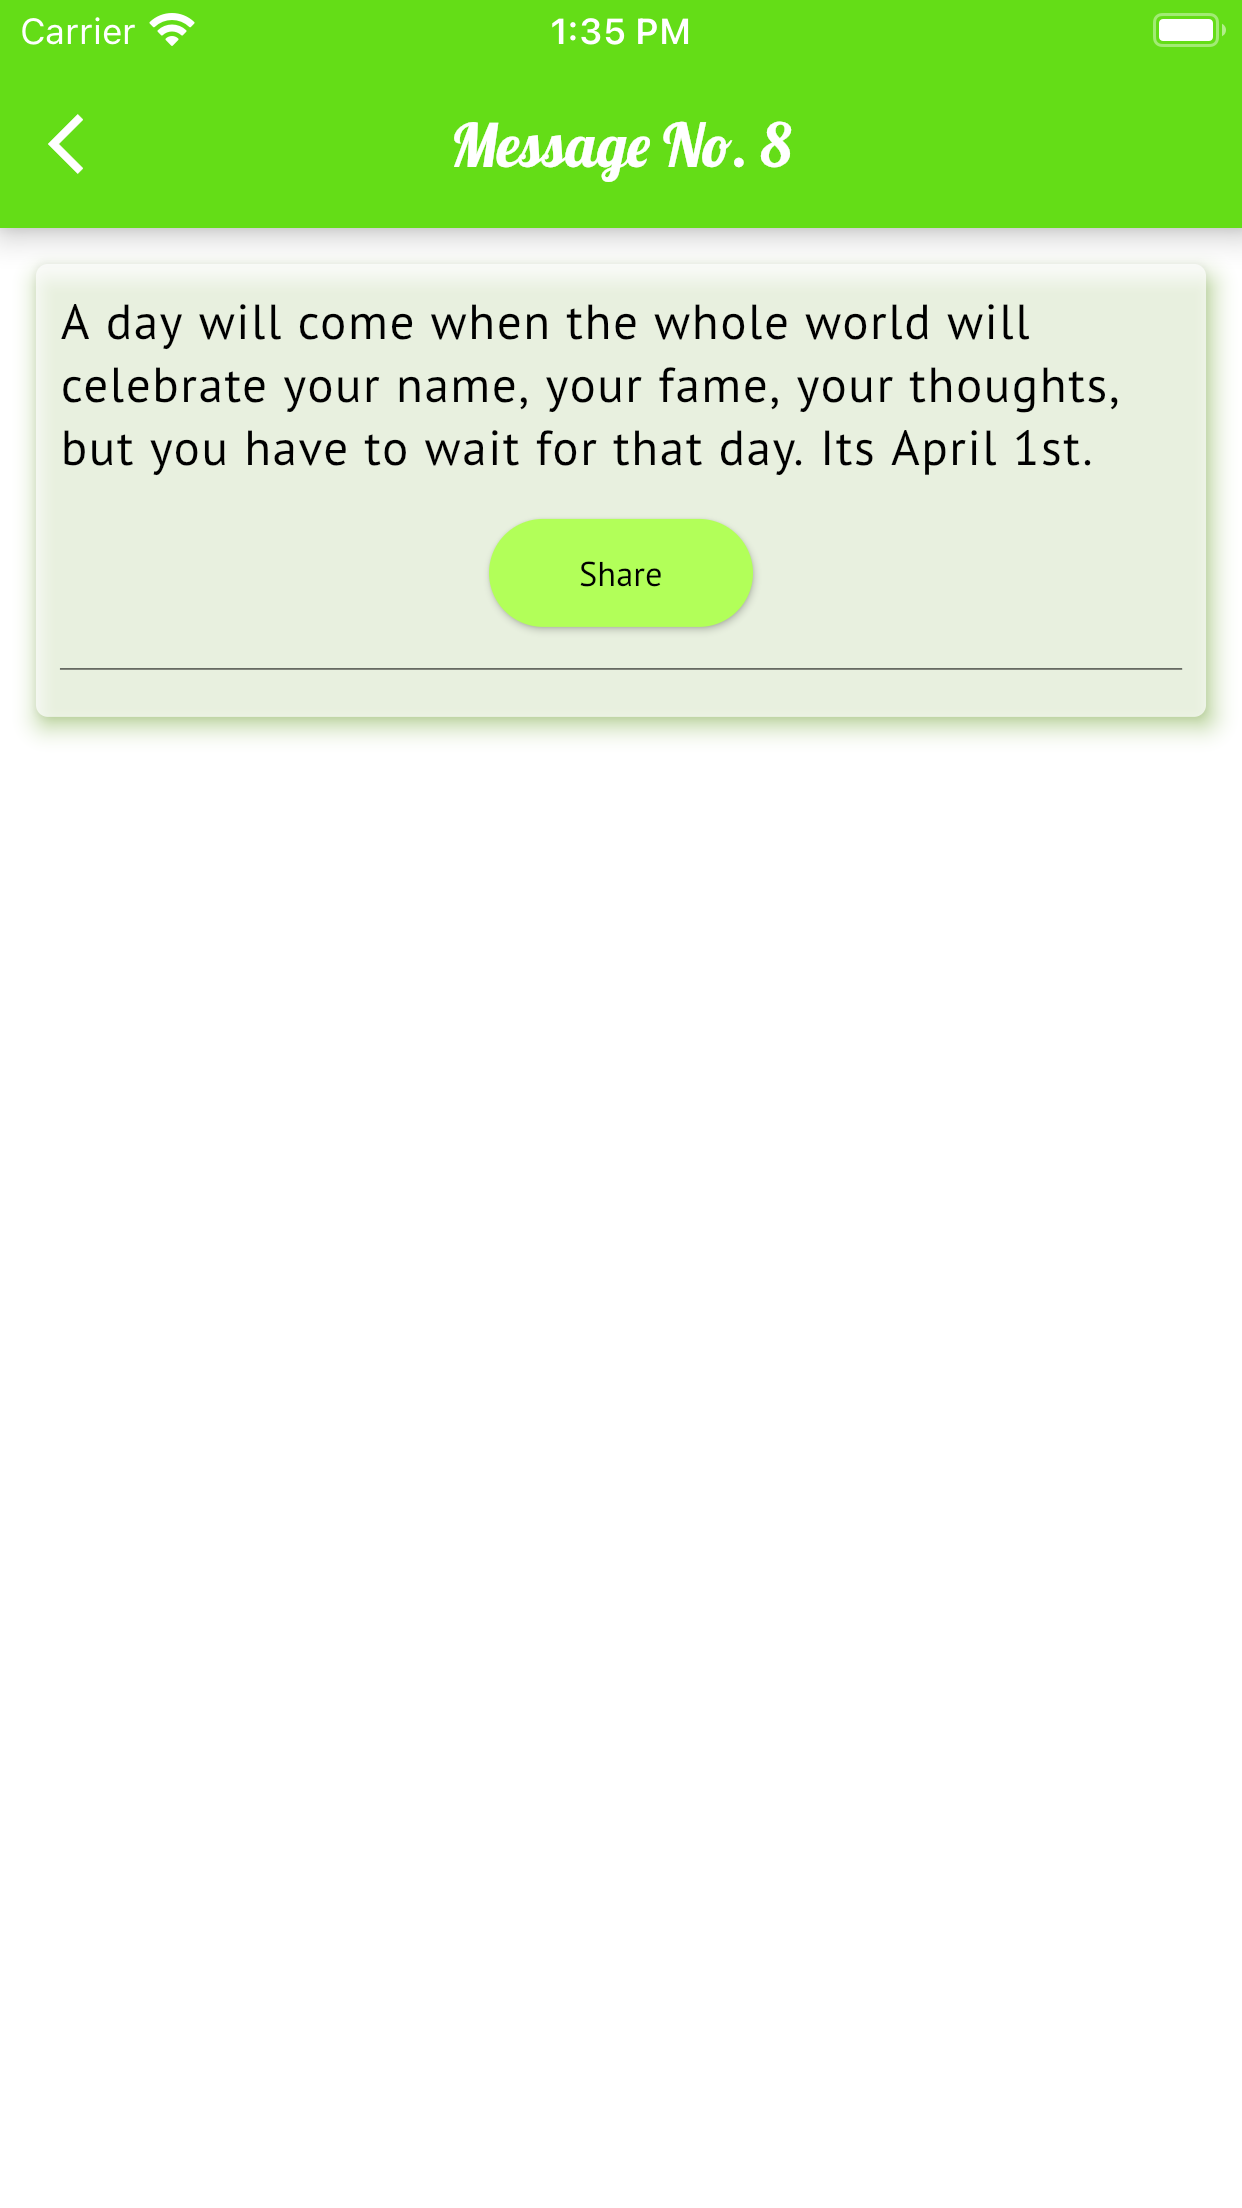 Carrier 1:35 PM
Message No. 8
A day will come when the whole world will
celebrate your name, your fame, your thoughts,
but you have to wait for that day. Its April 1st.
Share